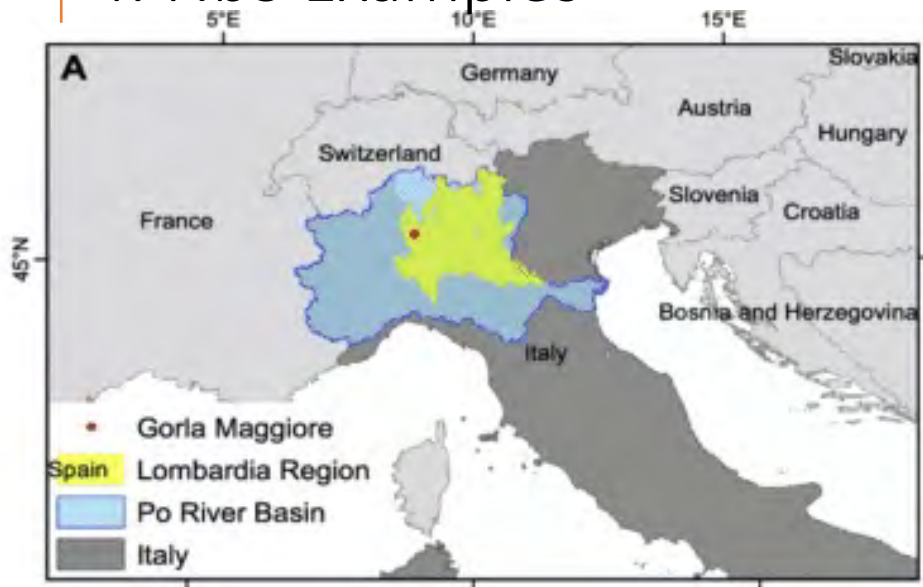 5°E 10°E 15°E
A
Slovakia
Germany
Austria
Hungary
Switzerland
Slovenia
France
Croatia
45°N
Bosnia and Herzegovina
Italy
Gorla Maggiore
Spain Lombardia Region
Po River Basin
Italy